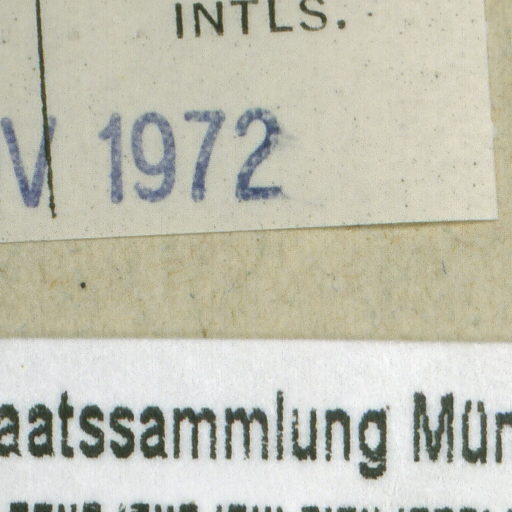 INTLS.
V 1972
aatssammlung Mün